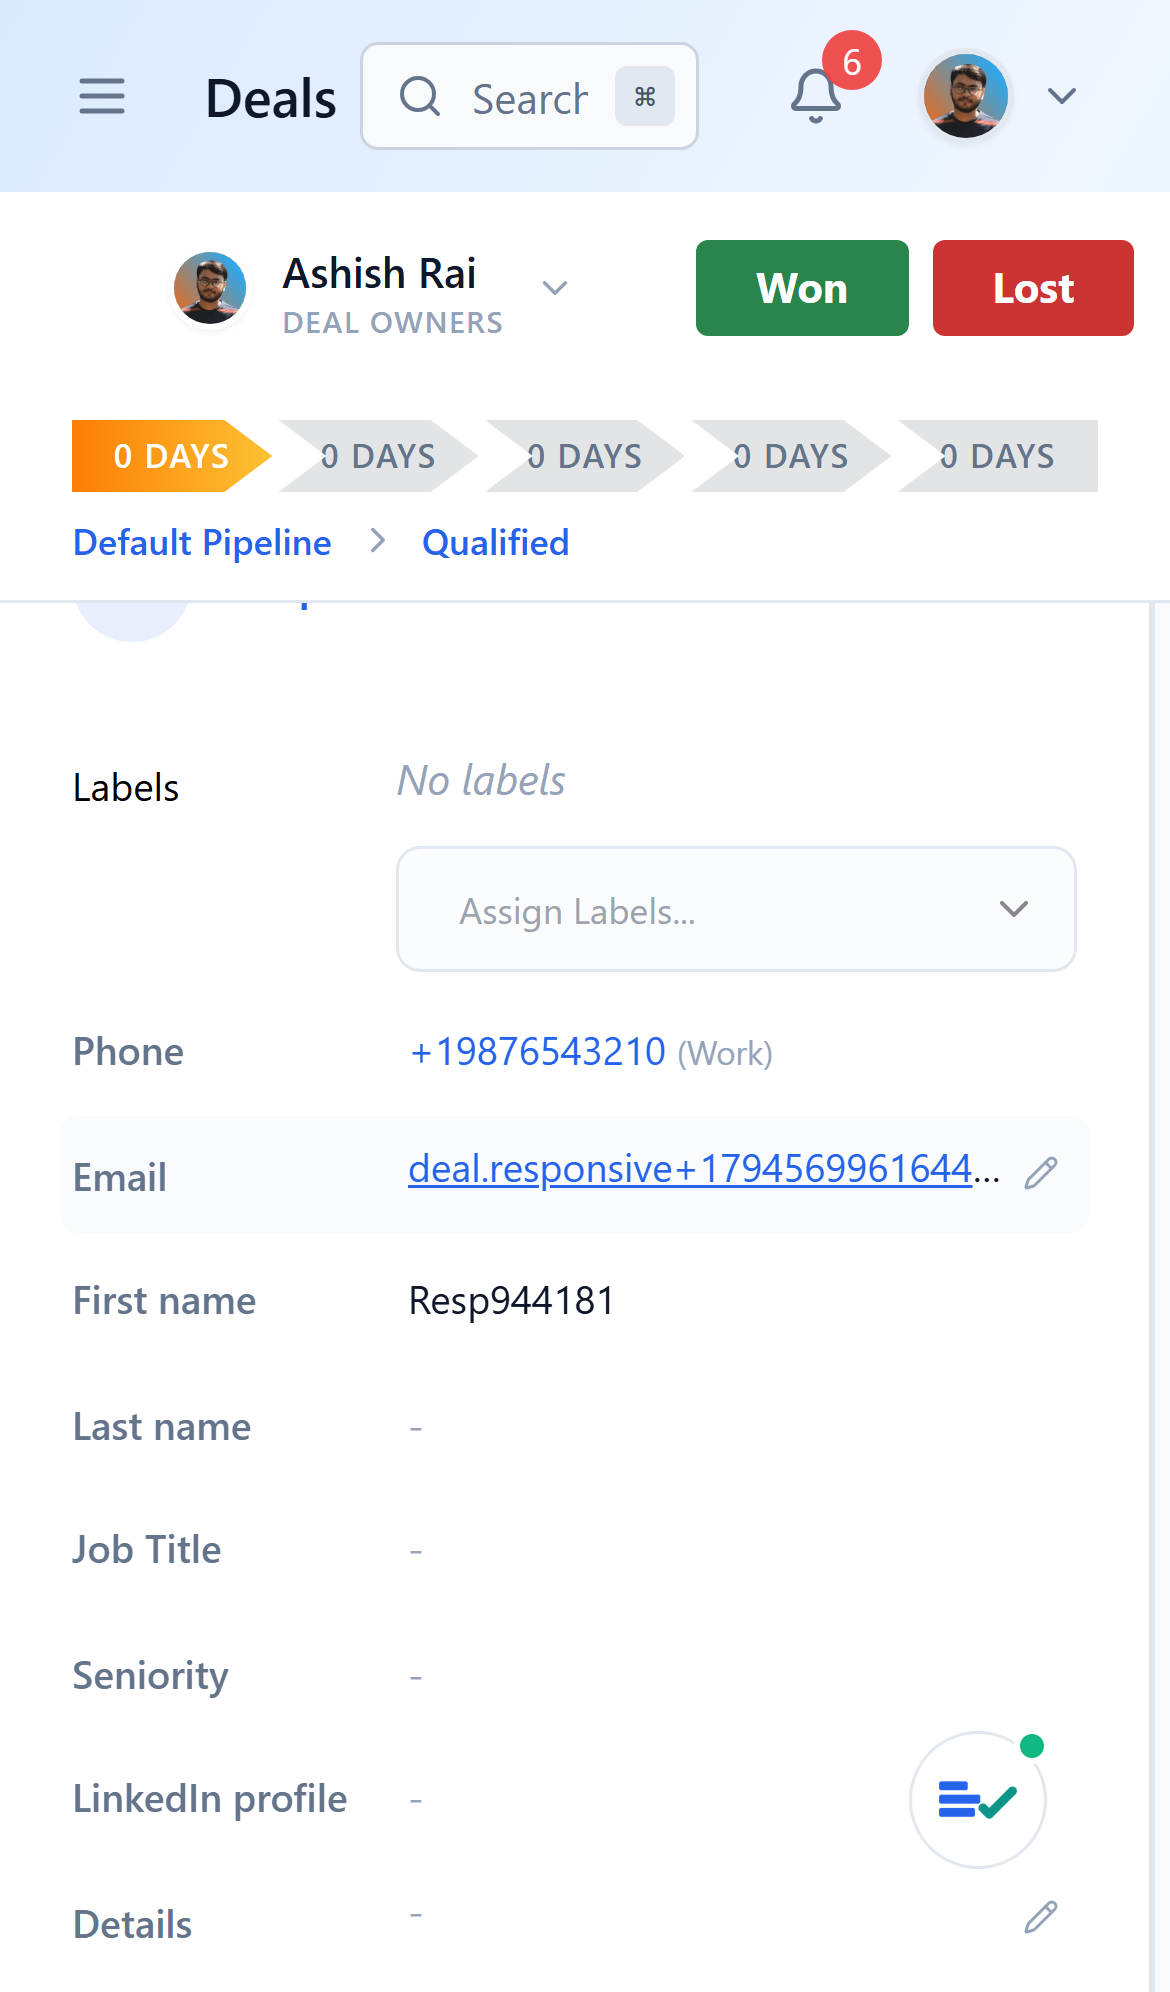 Deals
Search
⌘
6
Ashish Rai
DEAL OWNERS
Won
Lost
0 DAYS
0 DAYS
0 DAYS
0 DAYS
0 DAYS
Default Pipeline
Qualified
Labels
No labels
Assign Labels...
Phone
+19876543210 (Work)
Email
deal.responsive+1794569961644...
First name
Resp944181
Last name
-
Job Title
-
Seniority
-
LinkedIn profile
-
Details
-